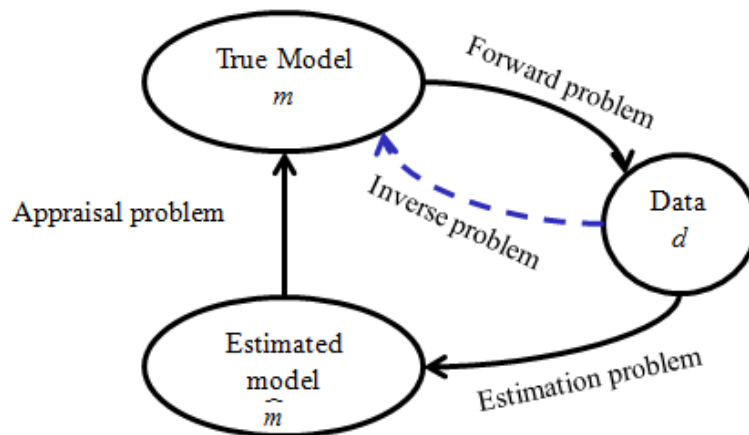 True Model
m
Forward problem
Inverse problem
Data
d
Appraisal problem
Estimated
model
m̂
Estimation problem